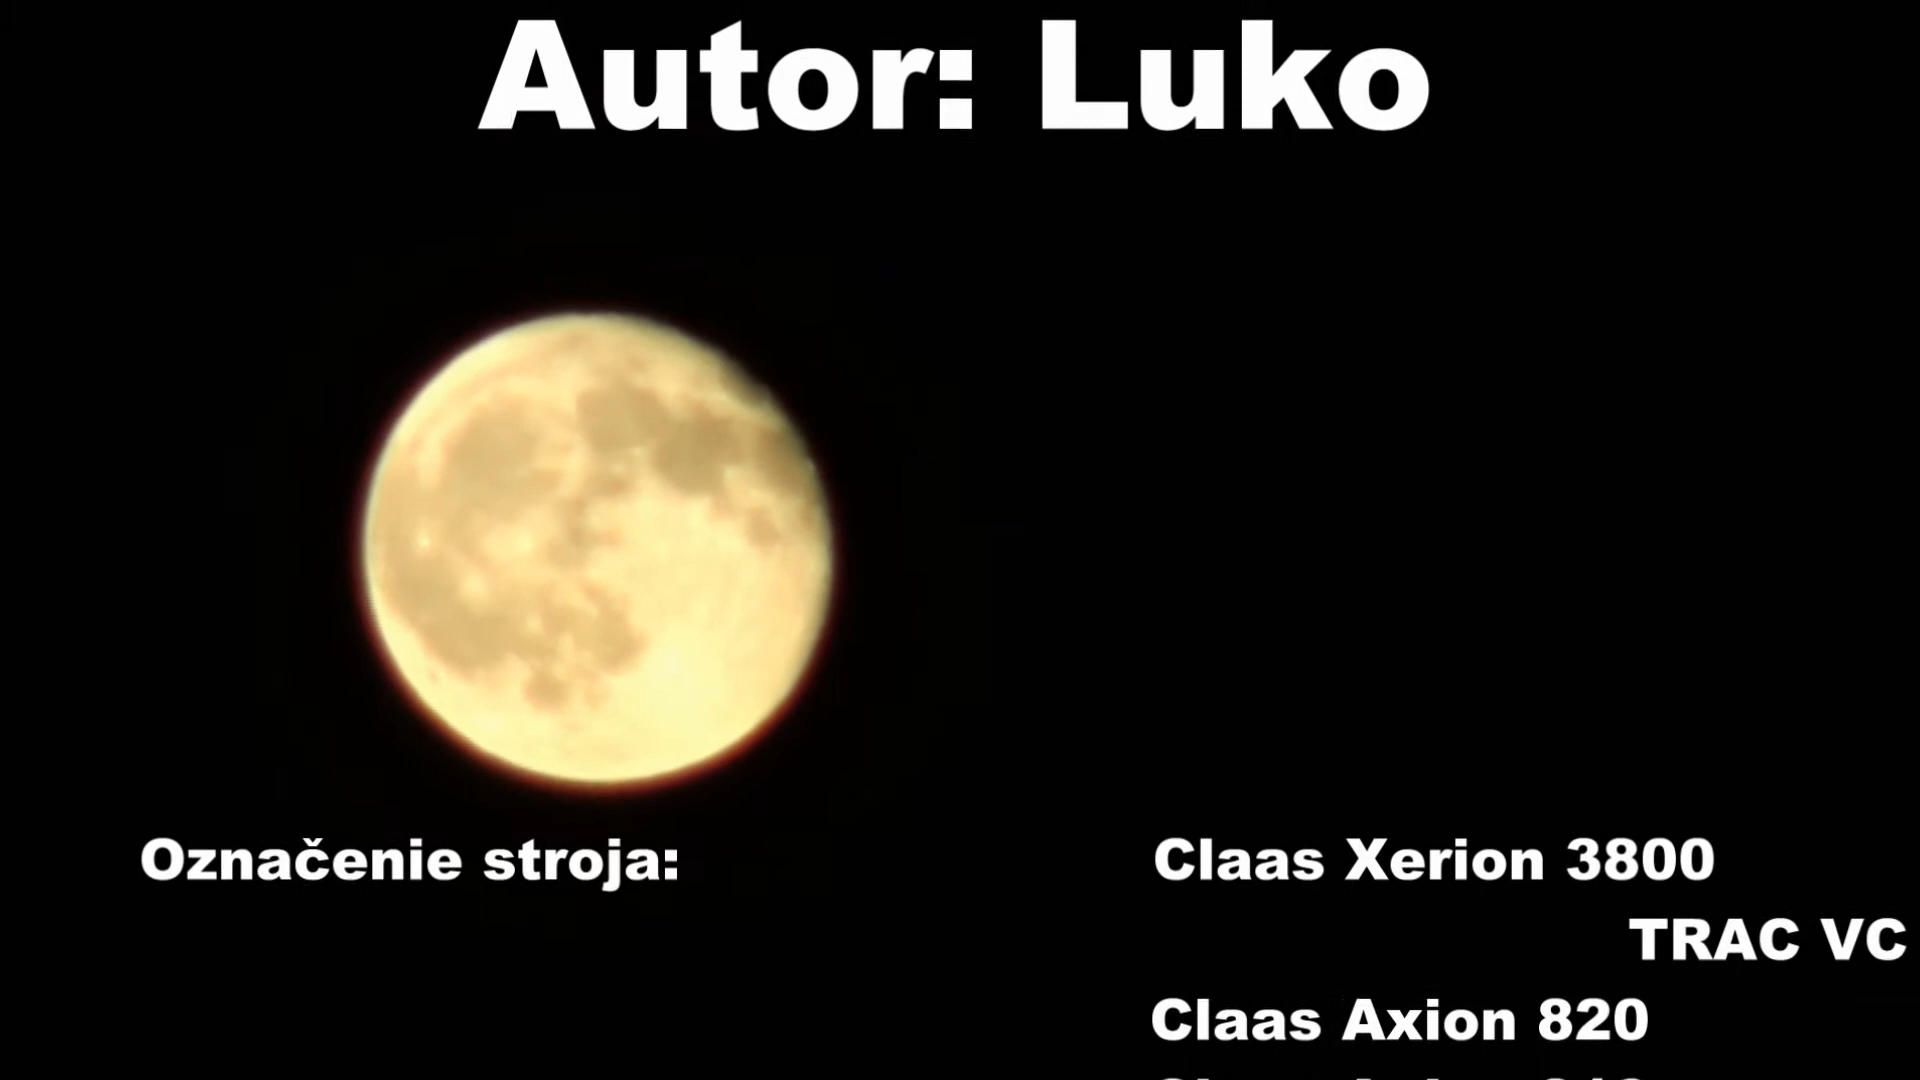 Autor: Luko
Označenie stroja: Claas Xerion 3800
TRAC VC
Claas Axion 820